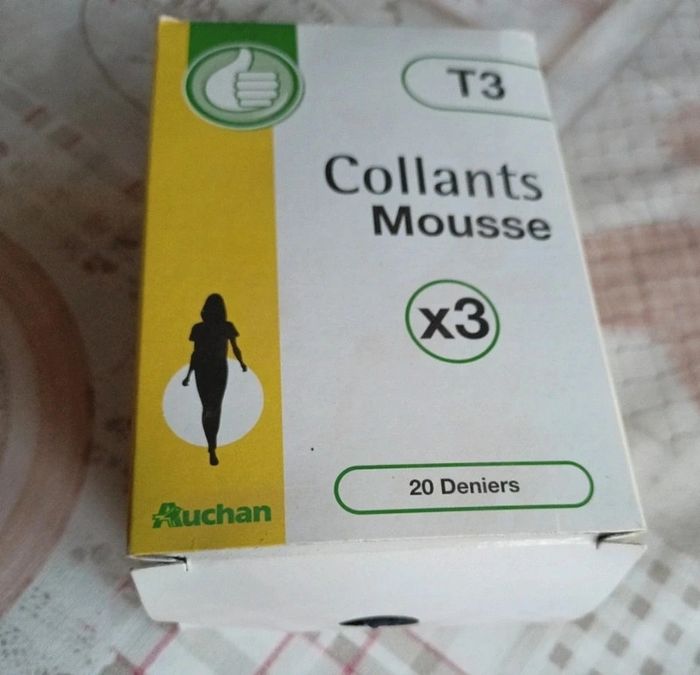 T3
Collants
Mousse
x3
20 Deniers
Auchan